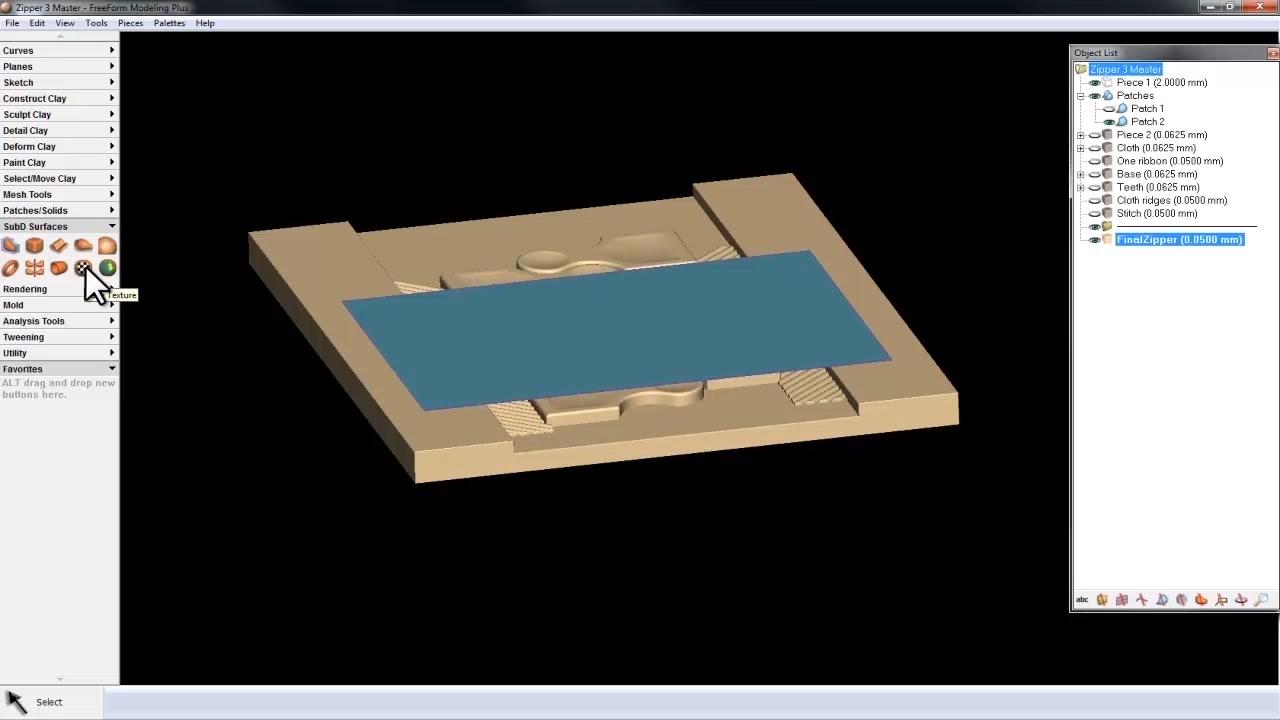 Zipper 3 Master - FreeForm Modeling Plus
File Edit View Tools Pieces Palettes Help
Curves
Planes
Sketch
Construct Clay
Sculpt Clay
Detail Clay
Deform Clay
Paint Clay
Select/Move Clay
Mesh Tools
Patches/Solids
SubD Surfaces
Texture
Rendering
Mold
Analysis Tools
Tweening
Utility
Favorites
ALT drag and drop new
buttons here.
Select
Object List
Zipper 3 Master
Piece 1 (2.0000 mm)
Patches
Patch 1
Patch 2
Piece 2 (0.0625 mm)
Cloth (0.0625 mm)
One ribbon (0.0500 mm)
Base (0.0625 mm)
Teeth (0.0625 mm)
Cloth ridges (0.0500 mm)
Stitch (0.0500 mm)
FinalZipper (0.0500 mm)
abc